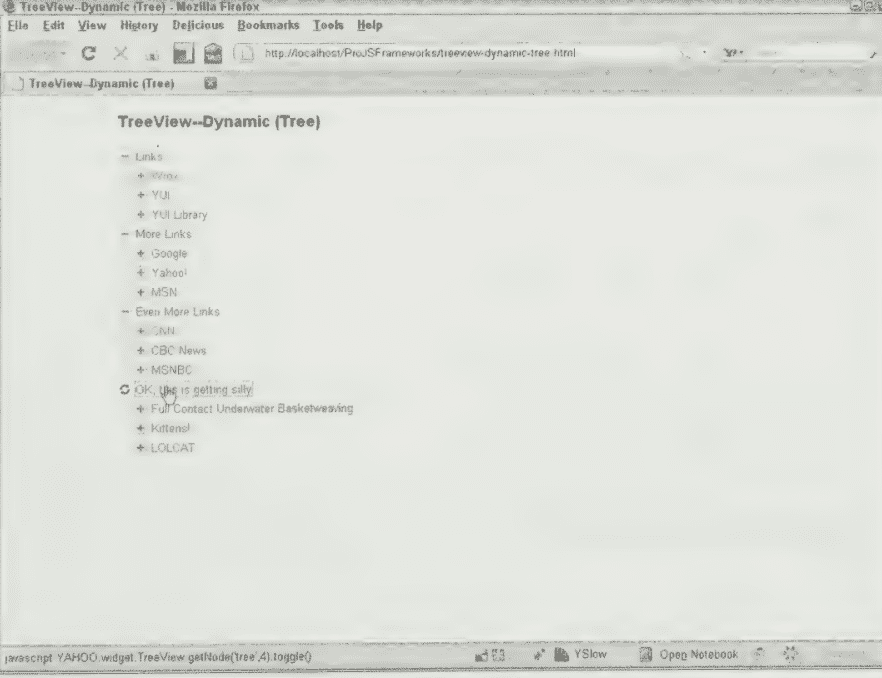 TreeView--Dynamic (Tree) - Mozilla Firefox
File Edit View History Delicious Bookmarks Tools Help
http://localhost/ProJSFrameworks/treeview-dynamic-tree.html
TreeView--Dynamic (Tree)
TreeView--Dynamic (Tree)
− Links
+ Wrox
+ YUI
+ YUI Library
− More Links
+ Google
+ Yahoo!
+ MSN
− Even More Links
+ CNN
+ CBC News
+ MSNBC
OK, this is getting silly
+ Full Contact Underwater Basketweaving
+ Kittens!
+ LOLCAT
javascript:YAHOO.widget.TreeView.getNode('tree',4).toggle() YSlow Open Notebook